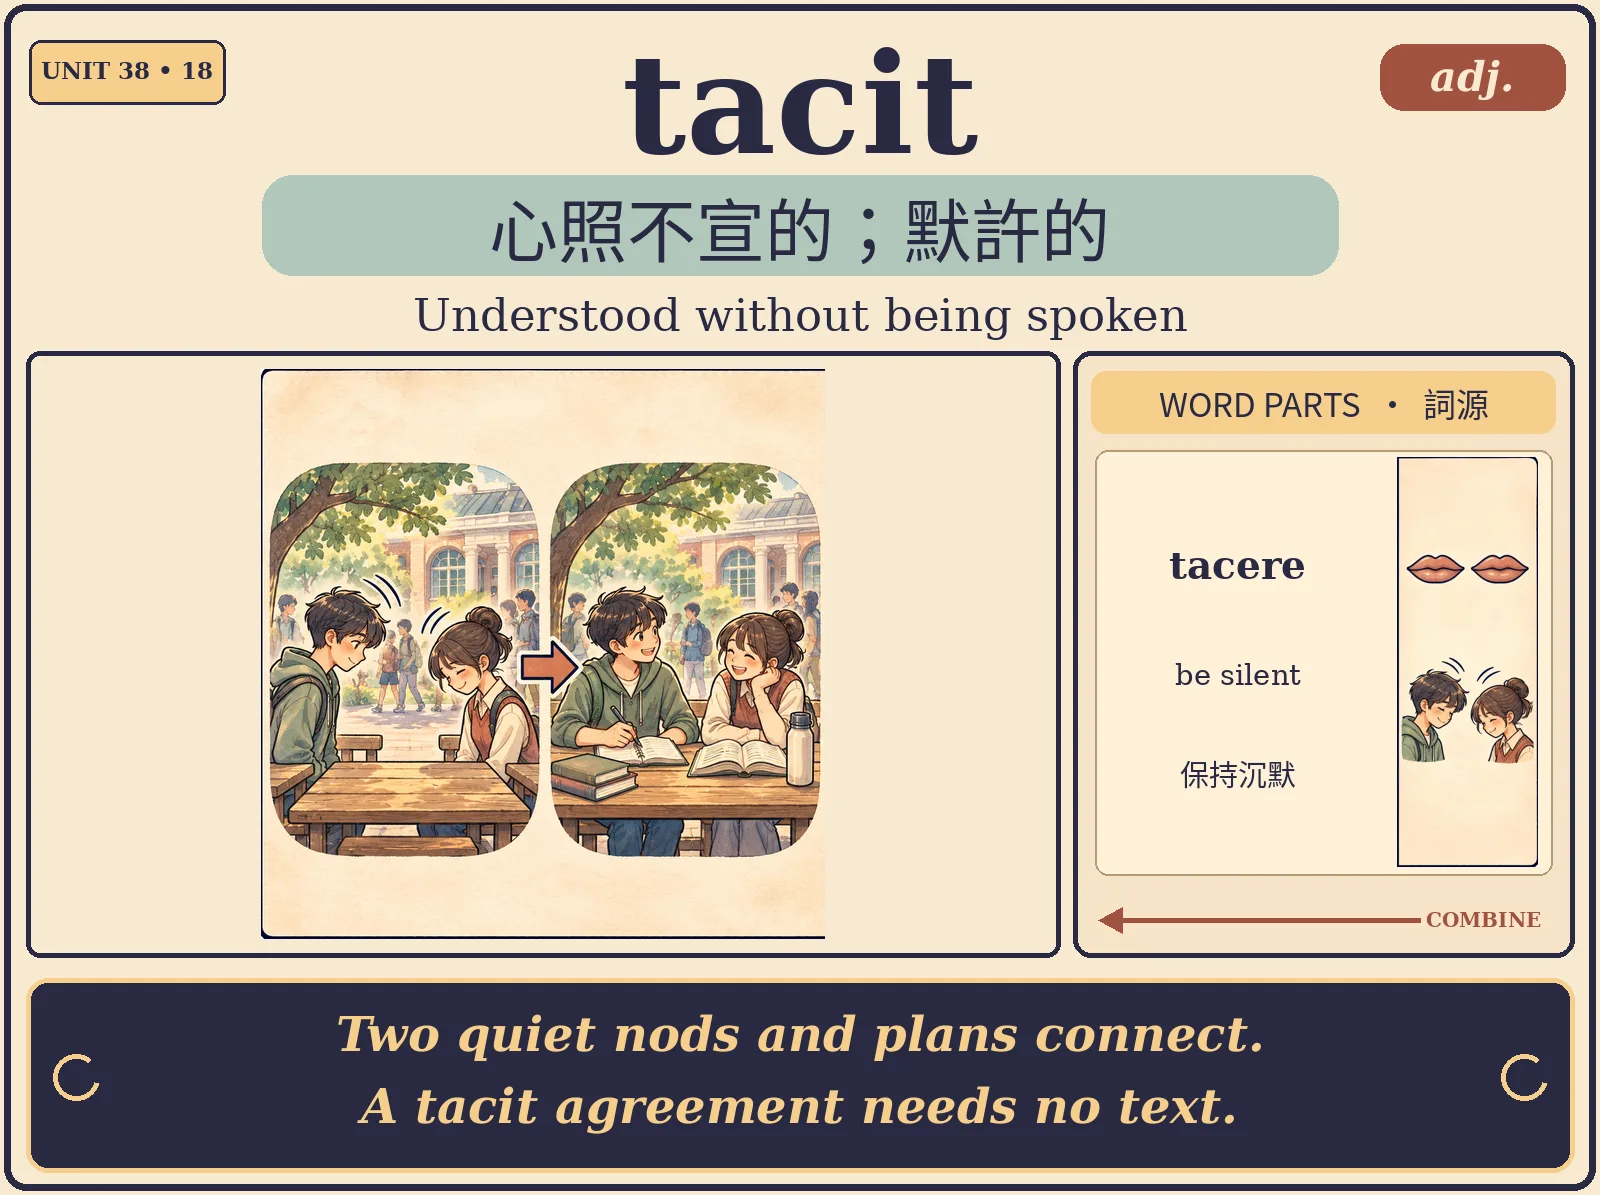 UNIT 38 • 18
tacit
adj.
心照不宣的；默許的
Understood without being spoken
WORD PARTS ・ 詞源
tacere
be silent
保持沉默
COMBINE
Two quiet nods and plans connect.
A tacit agreement needs no text.